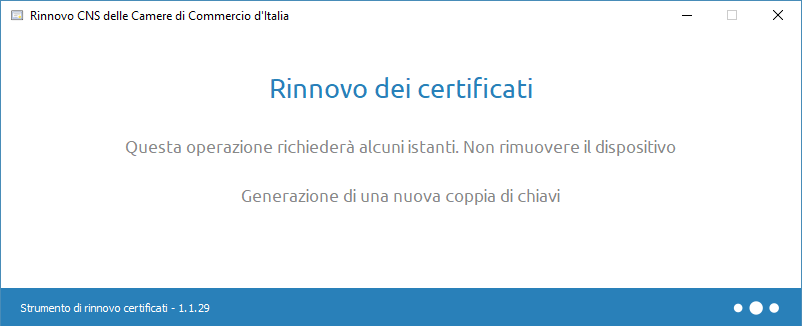 Rinnovo CNS delle Camere di Commercio d'Italia
Rinnovo dei certificati
Questa operazione richiederà alcuni istanti. Non rimuovere il dispositivo
Generazione di una nuova coppia di chiavi
Strumento di rinnovo certificati - 1.1.29